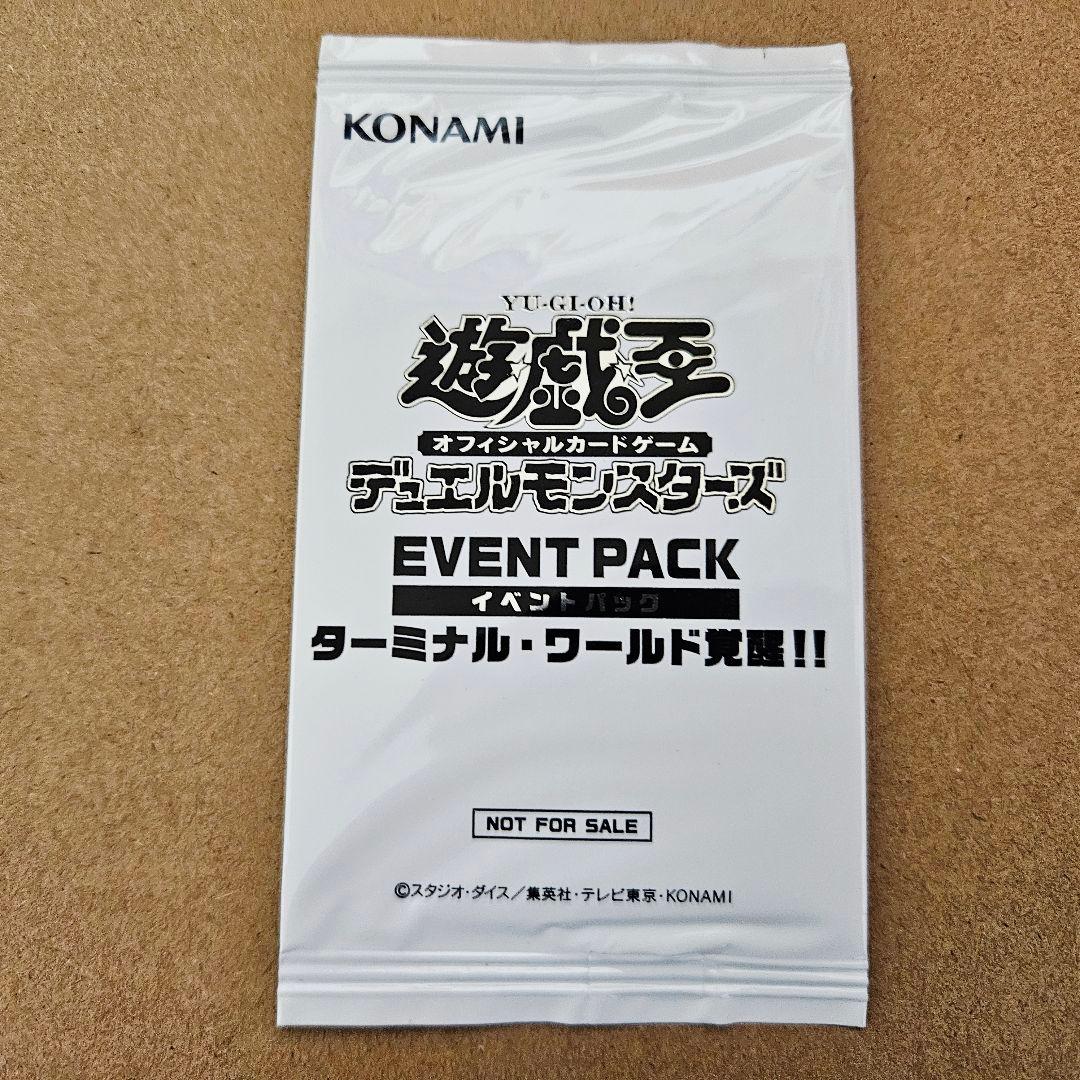 KONAMI
YU-GI-OH!
遊戯王
オフィシャルカードゲーム
デュエルモンスターズ
EVENT PACK
イベントパック
ターミナル・ワールド覚醒!!
NOT FOR SALE
©スタジオ・ダイス/集英社・テレビ東京・KONAMI